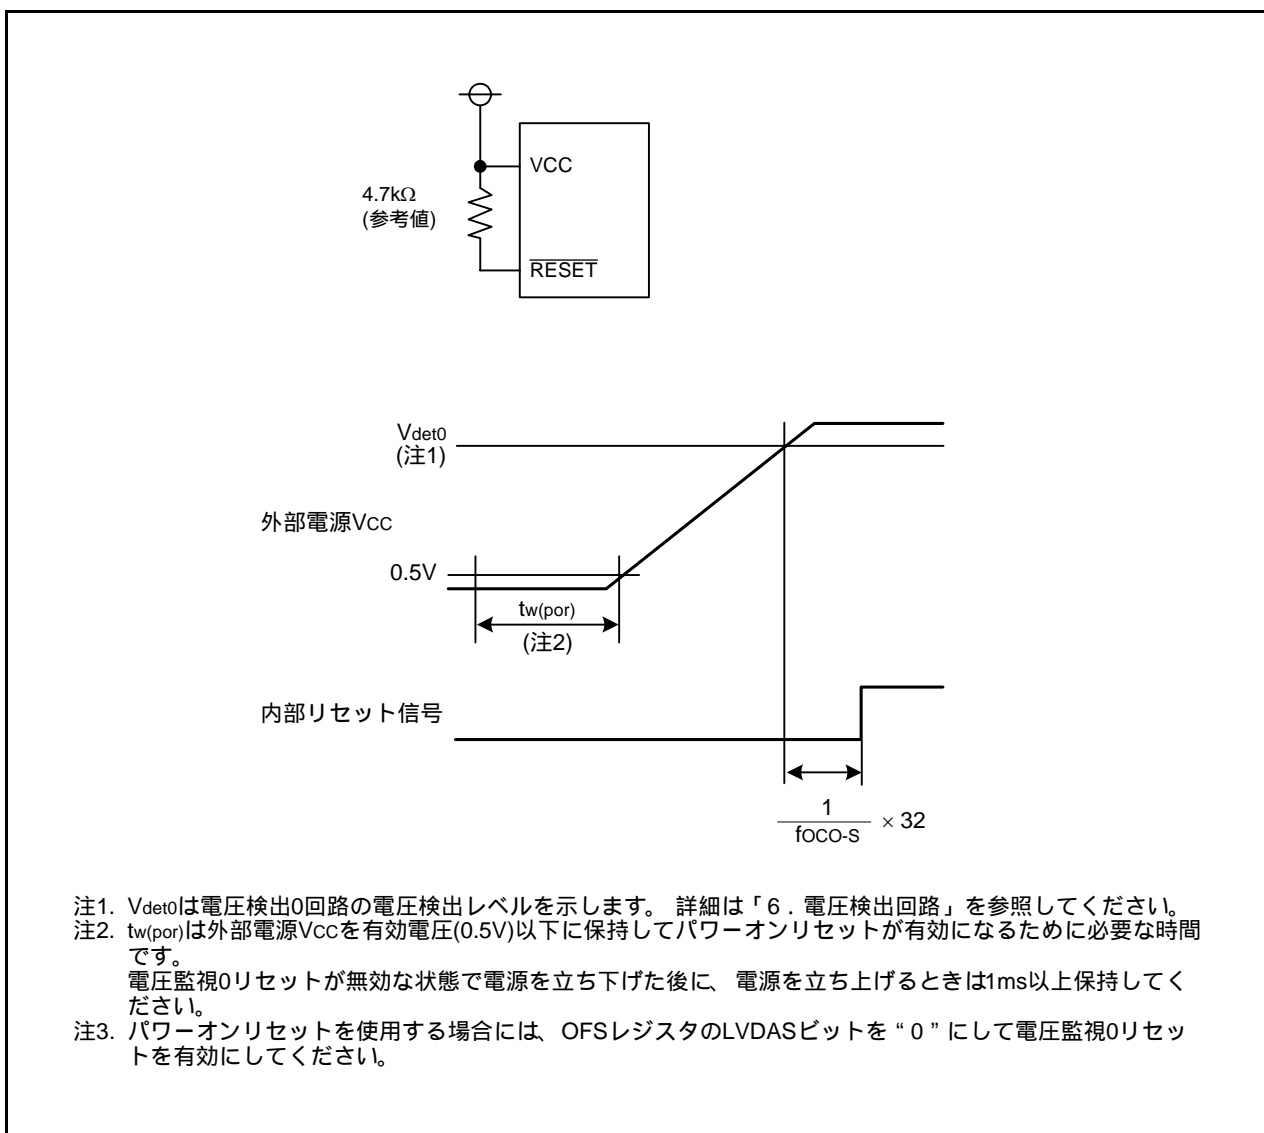 VCC
4.7kΩ
(参考値)
RESET
Vdet0
(注1)
外部電源VCC
0.5V
tw(por)
(注2)
内部リセット信号
1
fOCO-S
× 32
注1. Vdet0は電圧検出0回路の電圧検出レベルを示します。 詳細は「6．電圧検出回路」を参照してください。
注2. tw(por)は外部電源VCCを有効電圧(0.5V)以下に保持してパワーオンリセットが有効になるために必要な時間
です。
電圧監視0リセットが無効な状態で電源を立ち下げた後に、電源を立ち上げるときは1ms以上保持してく
ださい。
注3. パワーオンリセットを使用する場合には、OFSレジスタのLVDASビットを“0”にして電圧監視0リセッ
トを有効にしてください。